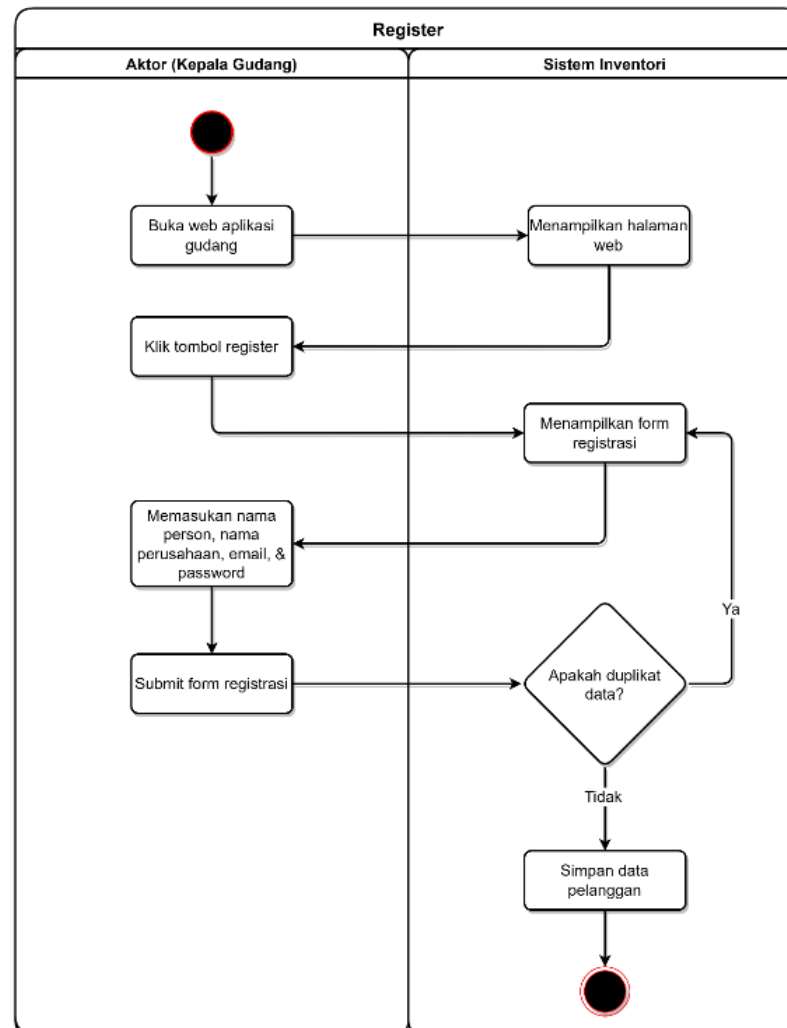 Register
Aktor (Kepala Gudang)
Sistem Inventori
Buka web aplikasi
gudang
Menampilkan halaman
web
Klik tombol register
Menampilkan form
registrasi
Memasukan nama
person, nama
perusahaan, email, &
password
Submit form registrasi
Apakah duplikat
data?
Ya
Tidak
Simpan data
pelanggan